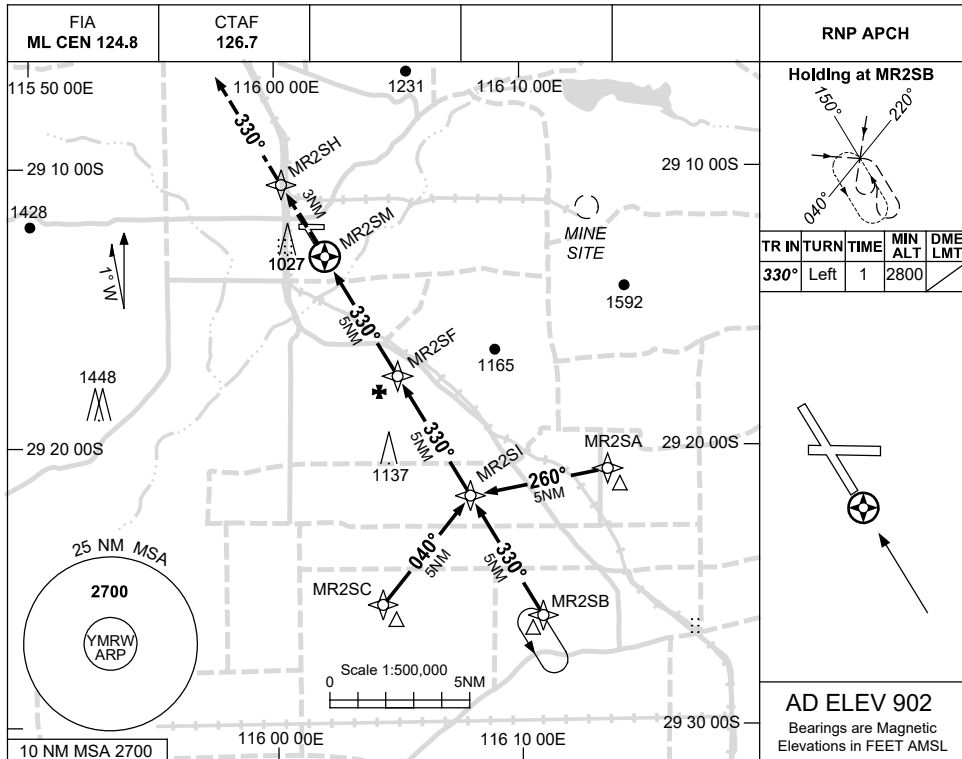 FIA
ML CEN 124.8
CTAF
126.7
RNP APCH
115 50 00E
116 00 00E
1231
116 10 00E
Holding at MR2SB
150°
220°
040°
330°
MR2SH
29 10 00S
29 10 00S
3NM
1428
MR2SM
1027
MINE
SITE
TR IN
TURN
TIME
MIN
ALT
DME
LMT
330°
Left
1
2800
1° W
1592
330°
5NM
MR2SF
1165
1448
29 20 00S
29 20 00S
330°
5NM
MR2SI
MR2SA
1137
260°
5NM
040°
5NM
330°
5NM
25 NM MSA
2700
YMRW
ARP
MR2SC
MR2SB
Scale 1:500,000
0
5NM
29 30 00S
10 NM MSA 2700
116 00 00E
116 10 00E
AD ELEV 902
Bearings are Magnetic
Elevations in FEET AMSL